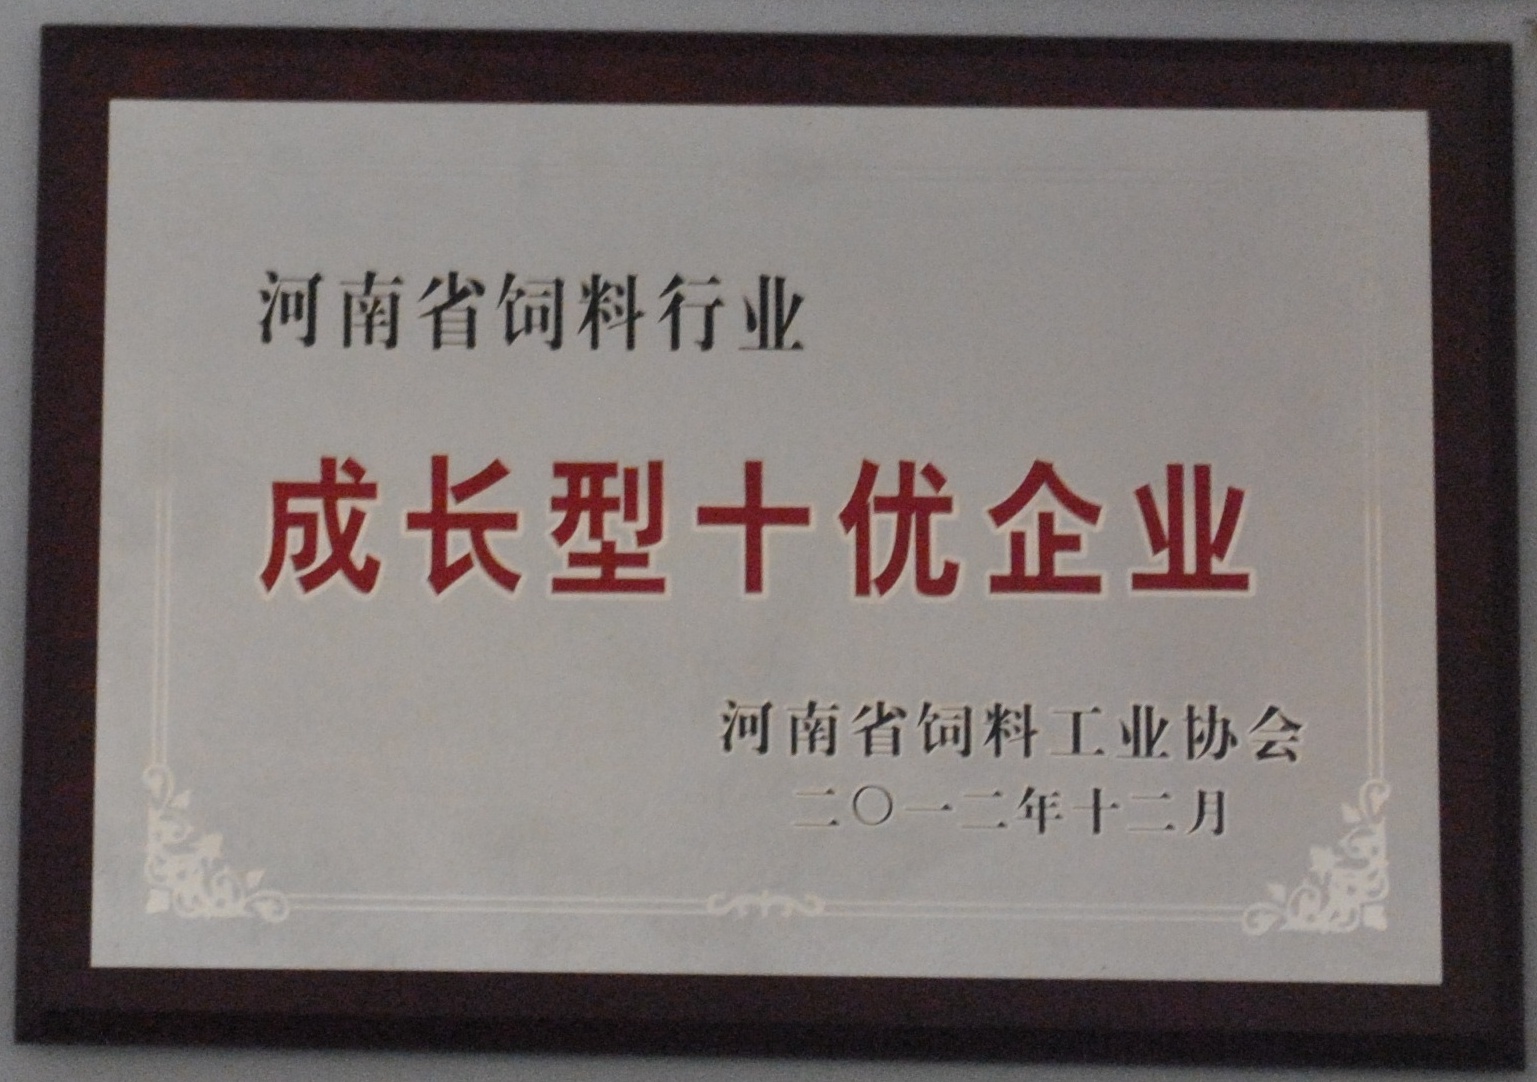 河南省饲料行业
成长型十优企业
河南省饲料工业协会
二〇一二年十二月